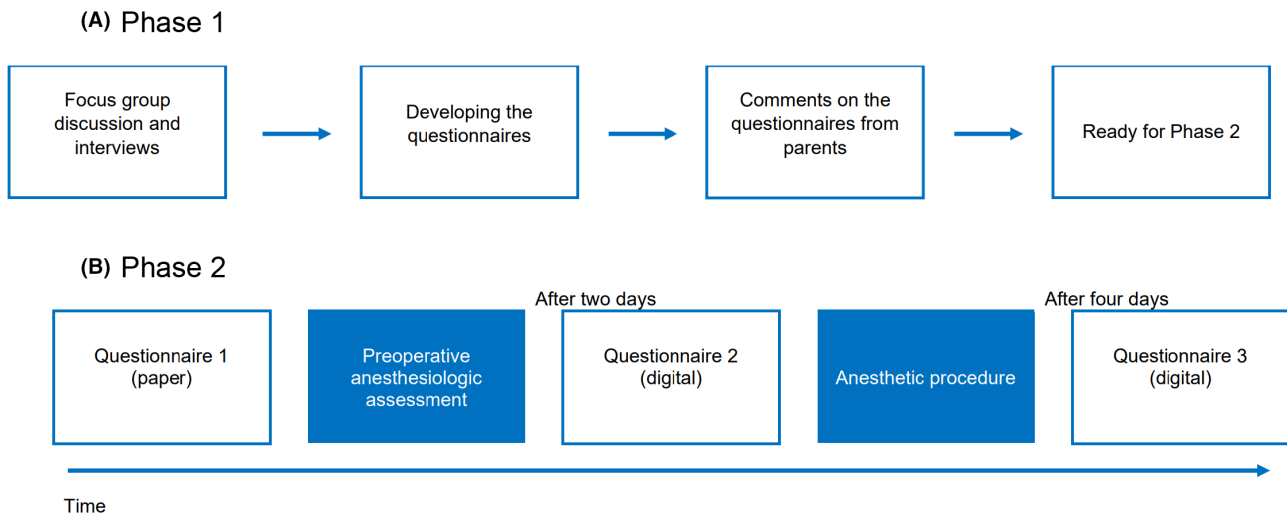 (A) Phase 1
Focus group
discussion and
interviews
Developing the
questionnaires
Comments on the
questionnaires from
parents
Ready for Phase 2
(B) Phase 2
After two days
After four days
Questionnaire 1
(paper)
Preoperative
anesthesiologic
assessment
Questionnaire 2
(digital)
Anesthetic procedure
Questionnaire 3
(digital)
Time